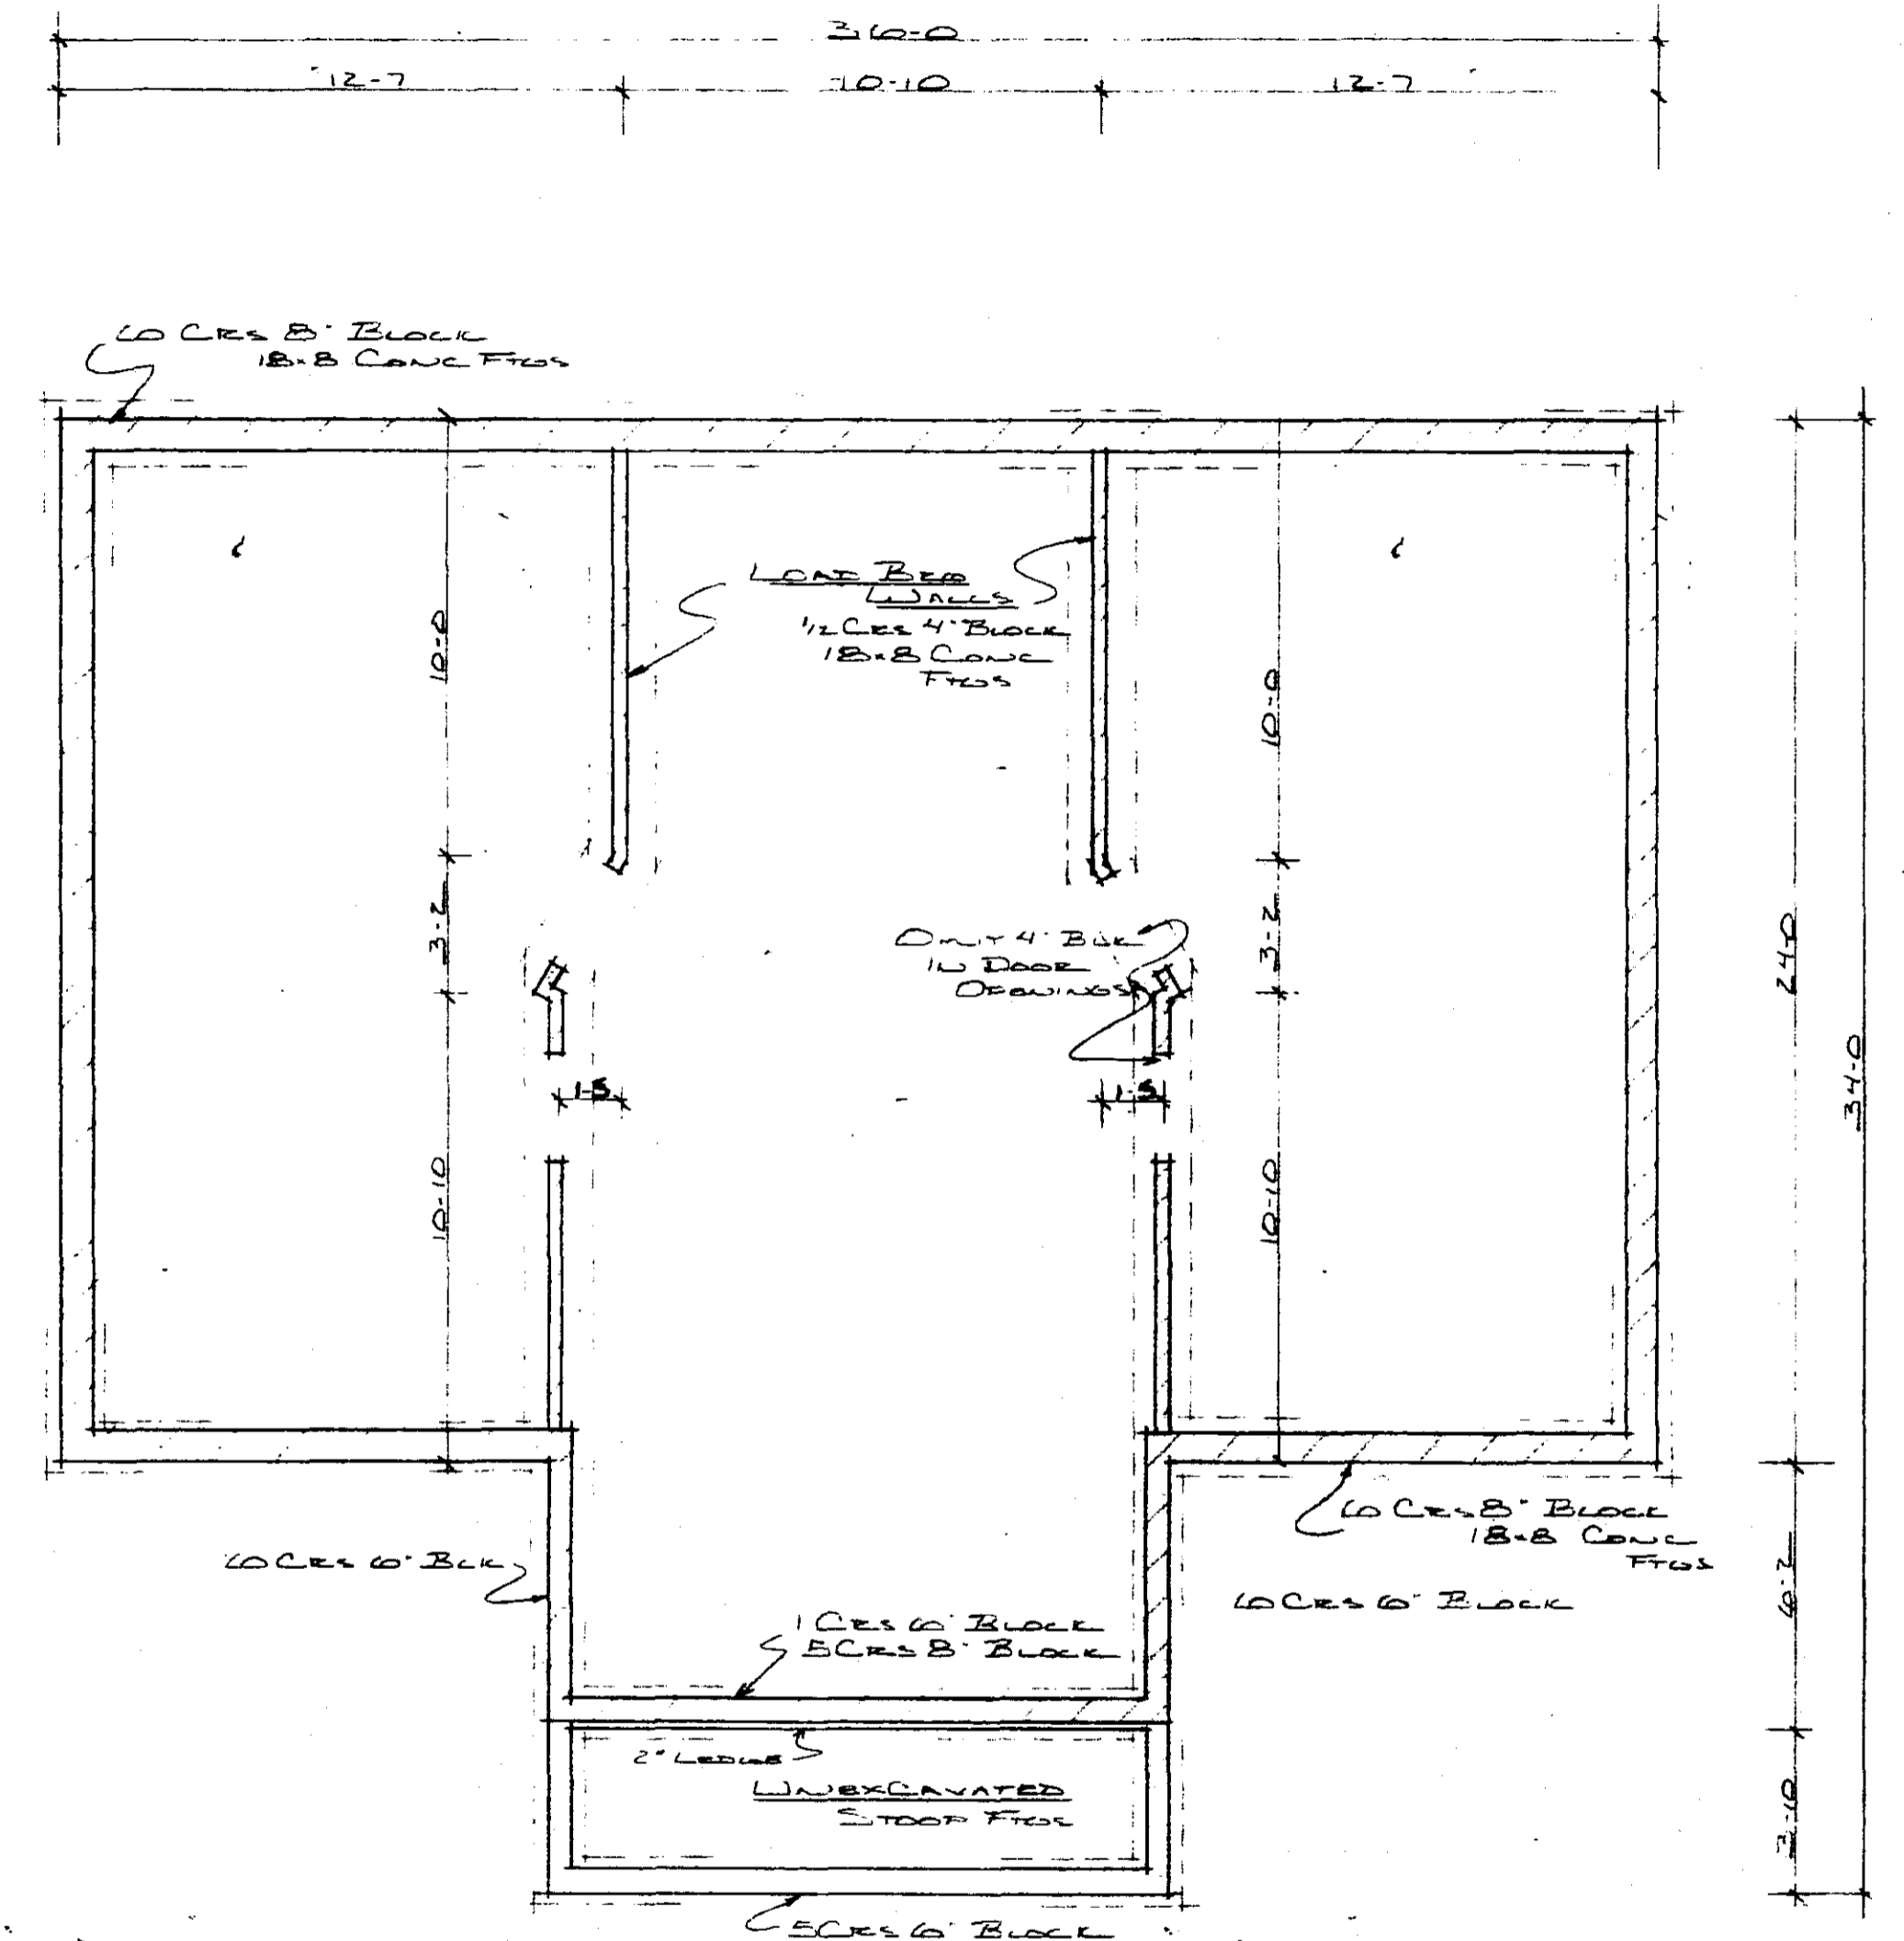 36-0
12-7
10-10
12-7
6 CRS 8" BLOCK
18x8 CONC FTGS
LOAD BRG
WALLS
1/2 CRS 4" BLOCK
18x8 CONC
FTGS
10-0
10-0
3-2
3-2
OMIT 4" BLK
IN DOOR
OPENINGS
24-0
34-0
1-5
1-5
10-10
10-10
6 CRS 8" BLOCK
18x8 CONC
FTGS
6 CRS 6" BLK
6 CRS 6" BLOCK
6-2
1 CRS 6" BLOCK
5 CRS 8" BLOCK
2" LEDGE
UNEXCAVATED
STOOP FTGS
3-10
5 CRS 6" BLOCK